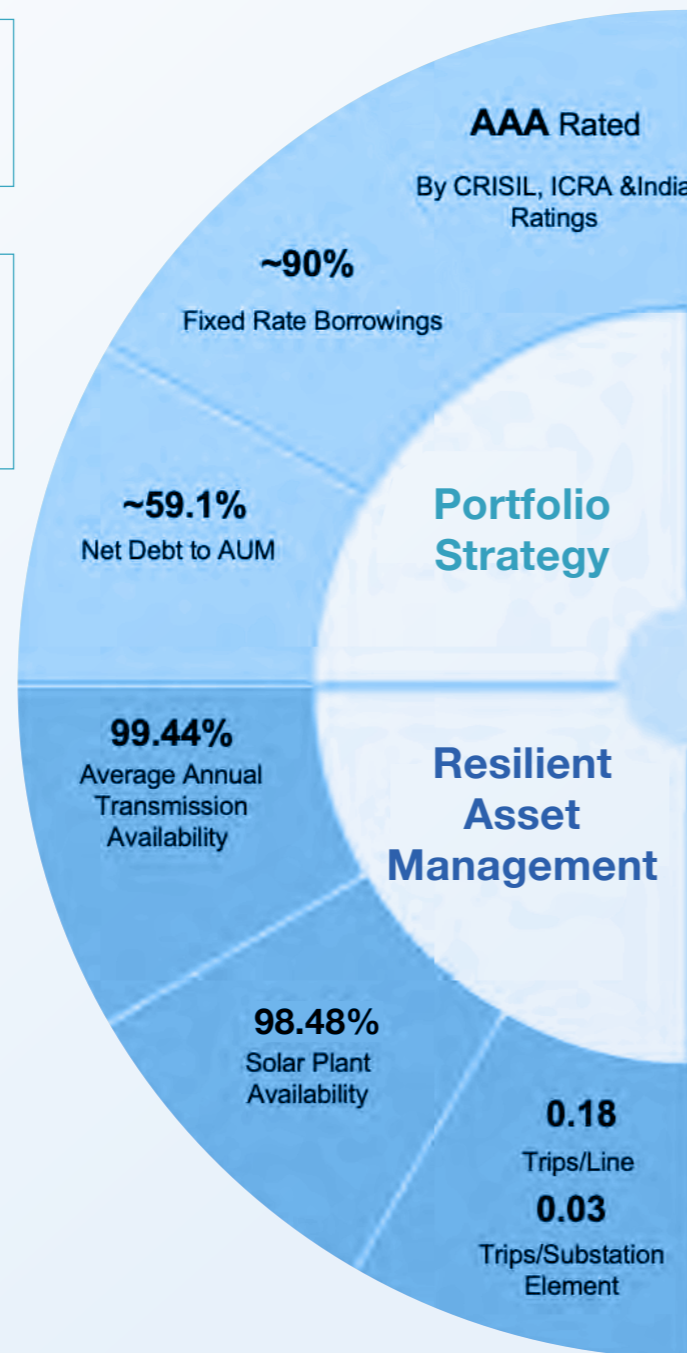 AAA Rated
By CRISIL, ICRA &India
Ratings
~90%
Fixed Rate Borrowings
~59.1%
Net Debt to AUM
Portfolio
Strategy
99.44%
Average Annual
Transmission
Availability
Resilient
Asset
Management
98.48%
Solar Plant
Availability
0.18
Trips/Line
0.03
Trips/Substation
Element